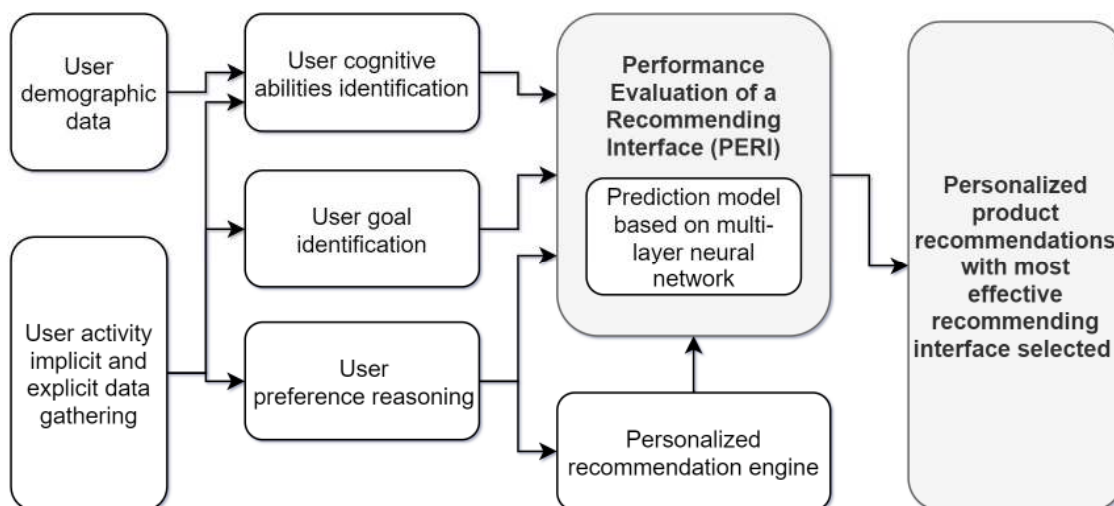 User
demographic
data
User activity
implicit and
explicit data
gathering
User cognitive
abilities identification
User goal
identification
User
preference reasoning
Performance
Evaluation of a
Recommending
Interface (PERI)
Prediction model
based on multi-
layer neural
network
Personalized
recommendation engine
Personalized
product
recommendations
with most
effective
recommending
interface selected